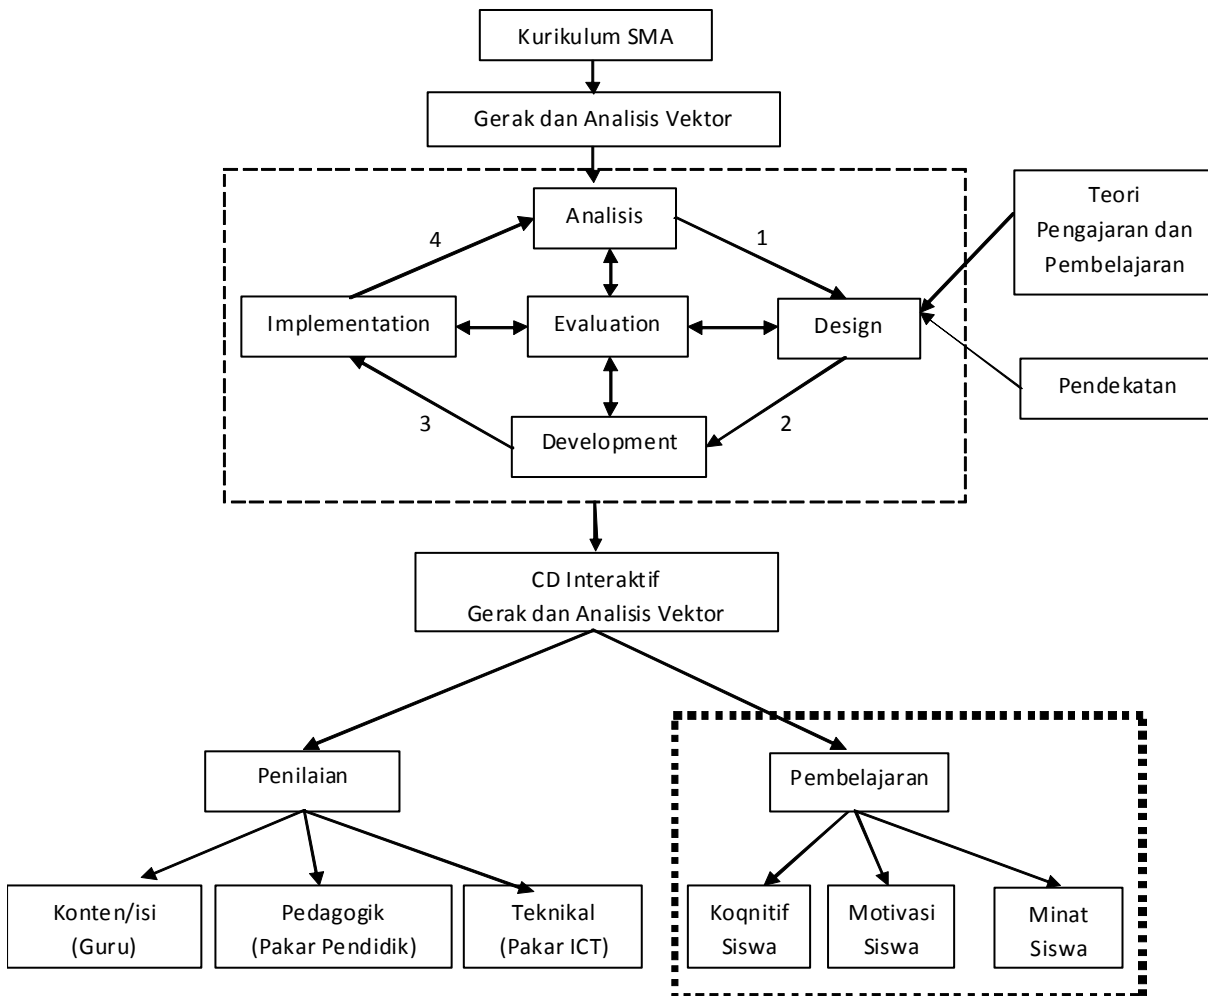 Kurikulum SMA
Gerak dan Analisis Vektor
Analisis
4
1
Teori
Pengajaran dan
Pembelajaran
Implementation
Evaluation
Design
Pendekatan
3
Development
2
CD Interaktif
Gerak dan Analisis Vektor
Penilaian
Pembelajaran
Konten/isi
(Guru)
Pedagogik
(Pakar Pendidik)
Teknikal
(Pakar ICT)
Koqnitif
Siswa
Motivasi
Siswa
Minat
Siswa